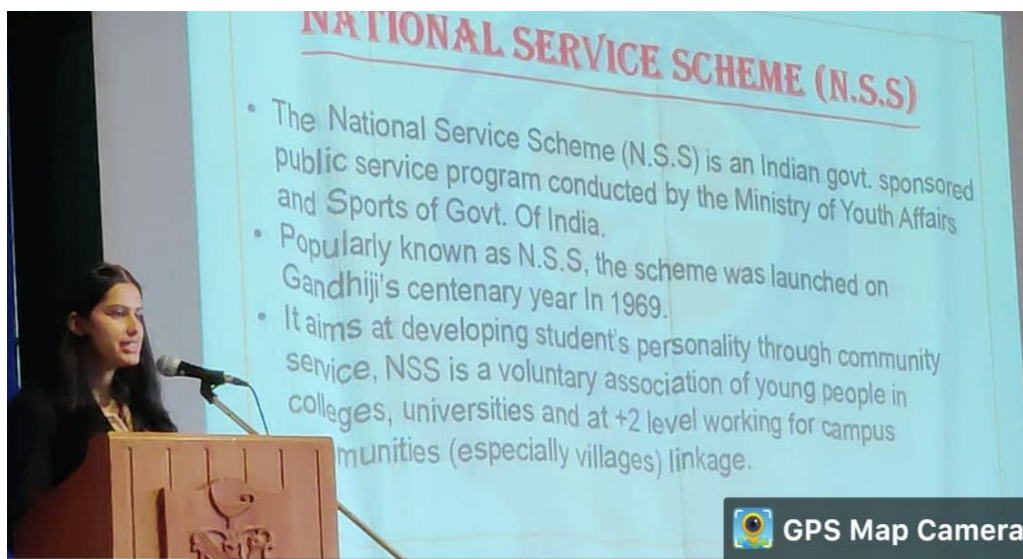 NATIONAL SERVICE SCHEME (N.S.S)
• The National Service Scheme (N.S.S) is an Indian govt. sponsored
public service program conducted by the Ministry of Youth Affairs
and Sports of Govt. Of India.
• Popularly known as N.S.S, the scheme was launched on
Gandhiji's centenary year In 1969.
• It aims at developing student's personality through community
service, NSS is a voluntary association of young people in
colleges, universities and at +2 level working for campus
munities (especially villages) linkage.
GPS Map Camera